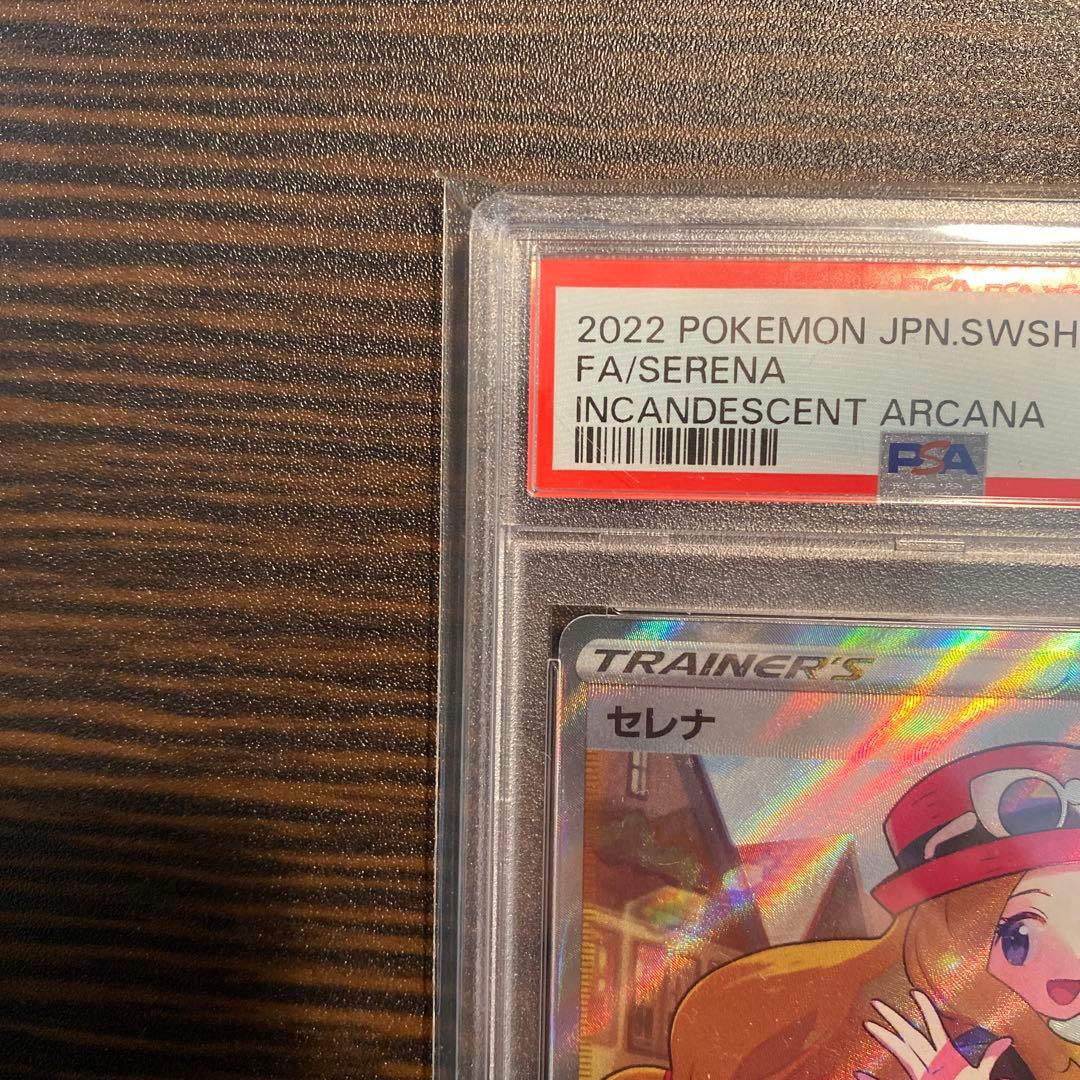 2022 POKEMON JPN.SWSH
FA/SERENA
INCANDESCENT ARCANA
PSA
TRAINER'S
セレナ